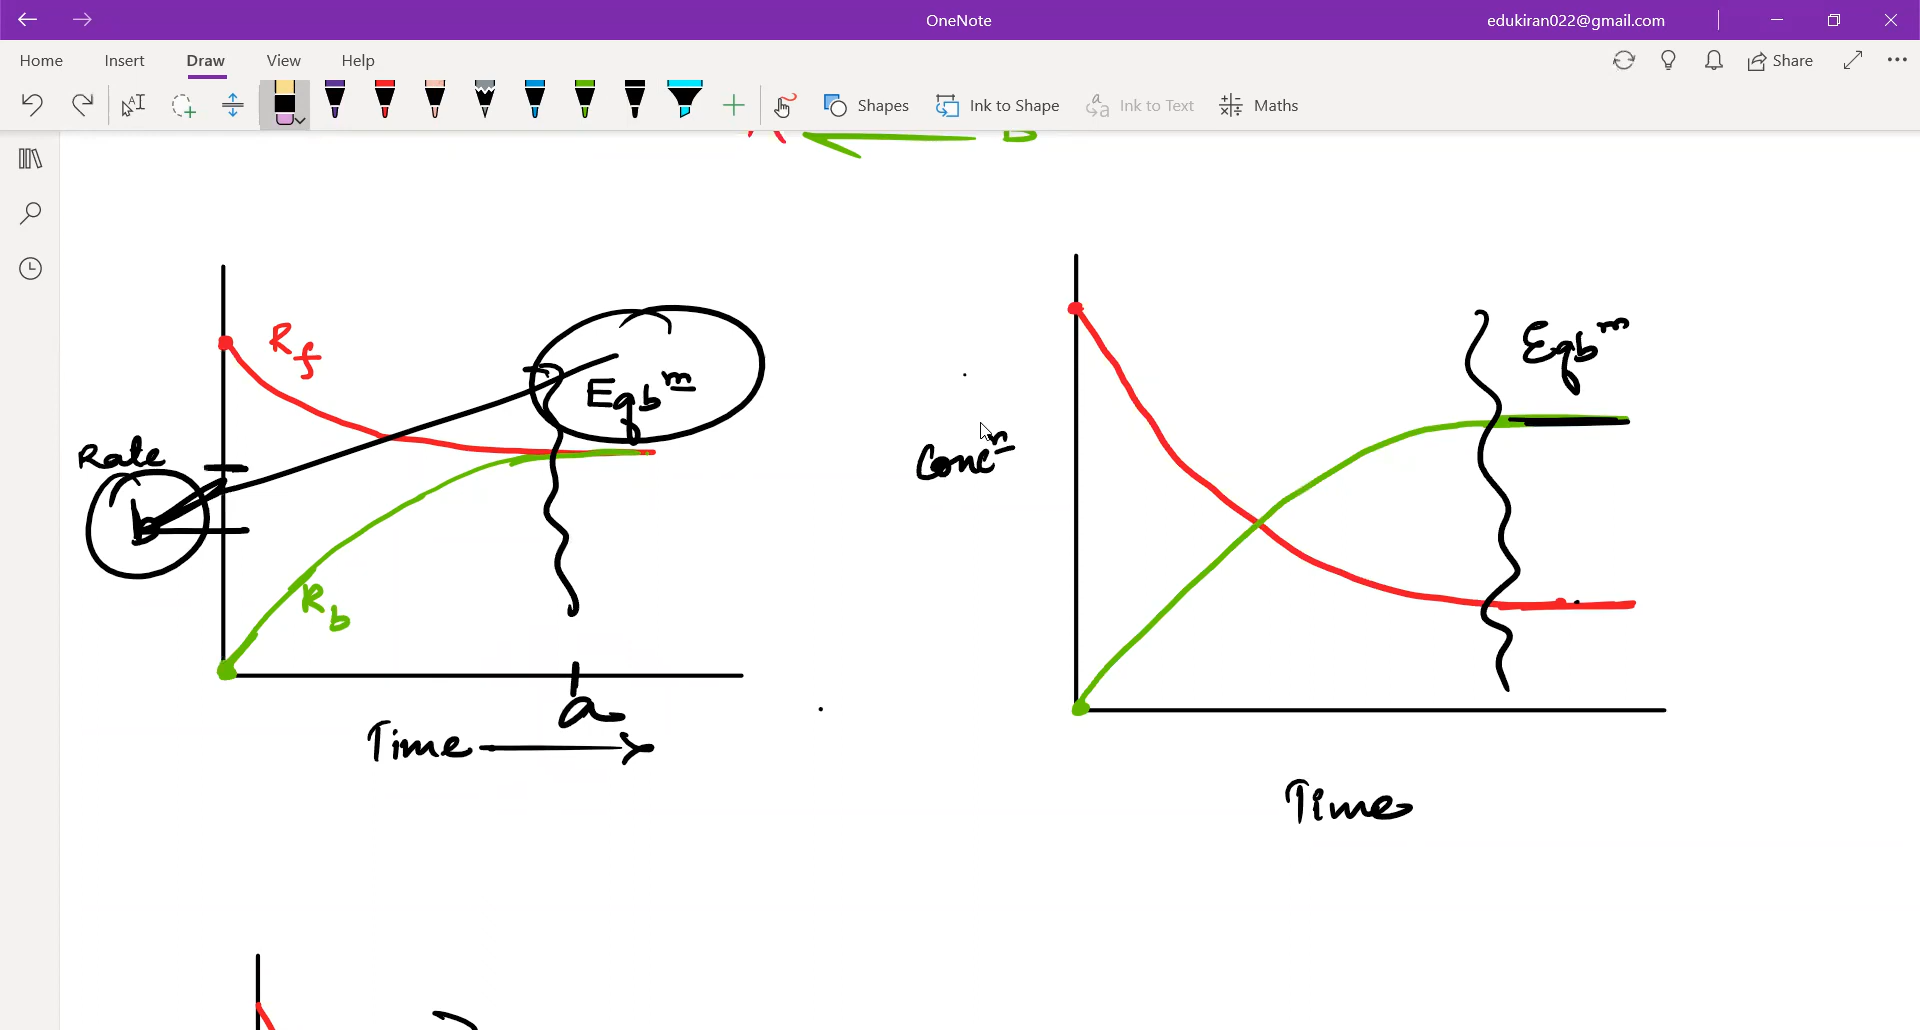 OneNote
edukiran022@gmail.com
Home Insert Draw View Help
Share
Shapes
Ink to Shape
Ink to Text
Maths
B
Rf
Eqbm
Rate
b
Rb
a
Time
Eqbm
Concn
Time